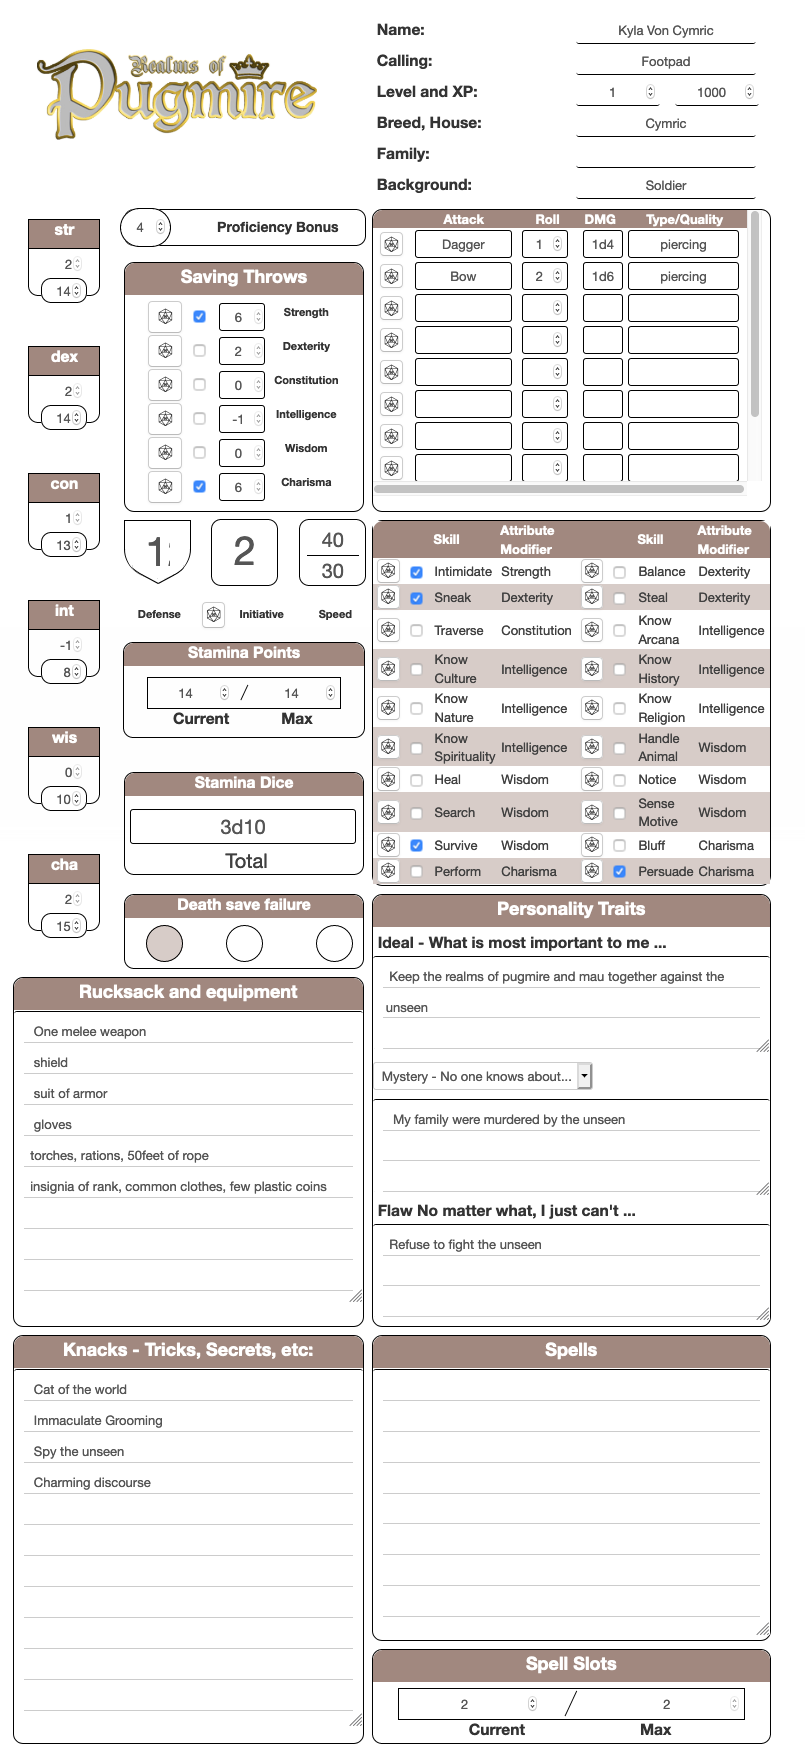 Realms of
Pugmire
Name: Kyla Von Cymric
Calling: Footpad
Level and XP: 1 1000
Breed, House: Cymric
Family:
Background: Soldier
str
2
14
dex
2
14
con
1
13
int
-1
8
wis
0
10
cha
2
15
4 Proficiency Bonus
Saving Throws
6 Strength
2 Dexterity
0 Constitution
-1 Intelligence
0 Wisdom
6 Charisma
Attack Roll DMG Type/Quality
Dagger 1 1d4 piercing
Bow 2 1d6 piercing
2
40
30
Defense Initiative Speed
Stamina Points
14 / 14
Current Max
Stamina Dice
3d10
Total
Death save failure
Skill Attribute Modifier Skill Attribute Modifier
Intimidate Strength Balance Dexterity
Sneak Dexterity Steal Dexterity
Traverse Constitution Know Arcana Intelligence
Know Culture Intelligence Know History Intelligence
Know Nature Intelligence Know Religion Intelligence
Know Spirituality Intelligence Handle Animal Wisdom
Heal Wisdom Notice Wisdom
Search Wisdom Sense Motive Wisdom
Survive Wisdom Bluff Charisma
Perform Charisma Persuade Charisma
Personality Traits
Ideal - What is most important to me ...
Keep the realms of pugmire and mau together against the
unseen
Mystery - No one knows about...
My family were murdered by the unseen
Flaw No matter what, I just can't ...
Refuse to fight the unseen
Rucksack and equipment
One melee weapon
shield
suit of armor
gloves
torches, rations, 50feet of rope
insignia of rank, common clothes, few plastic coins
Knacks - Tricks, Secrets, etc:
Cat of the world
Immaculate Grooming
Spy the unseen
Charming discourse
Spells
Spell Slots
2 / 2
Current Max